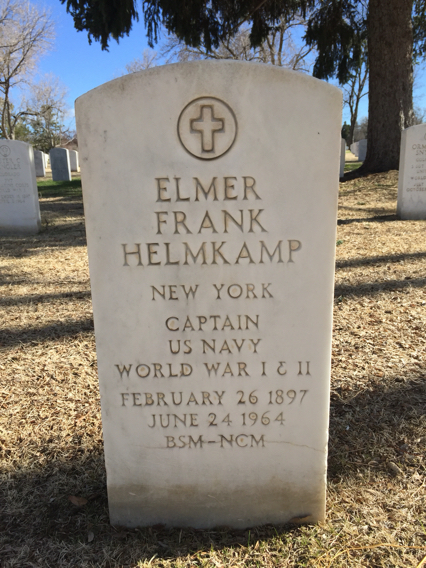 ELMER
FRANK
HELMKAMP
NEW YORK
CAPTAIN
US NAVY
WORLD WAR I & II
FEBRUARY 26 1897
JUNE 24 1964
BSM-NCM